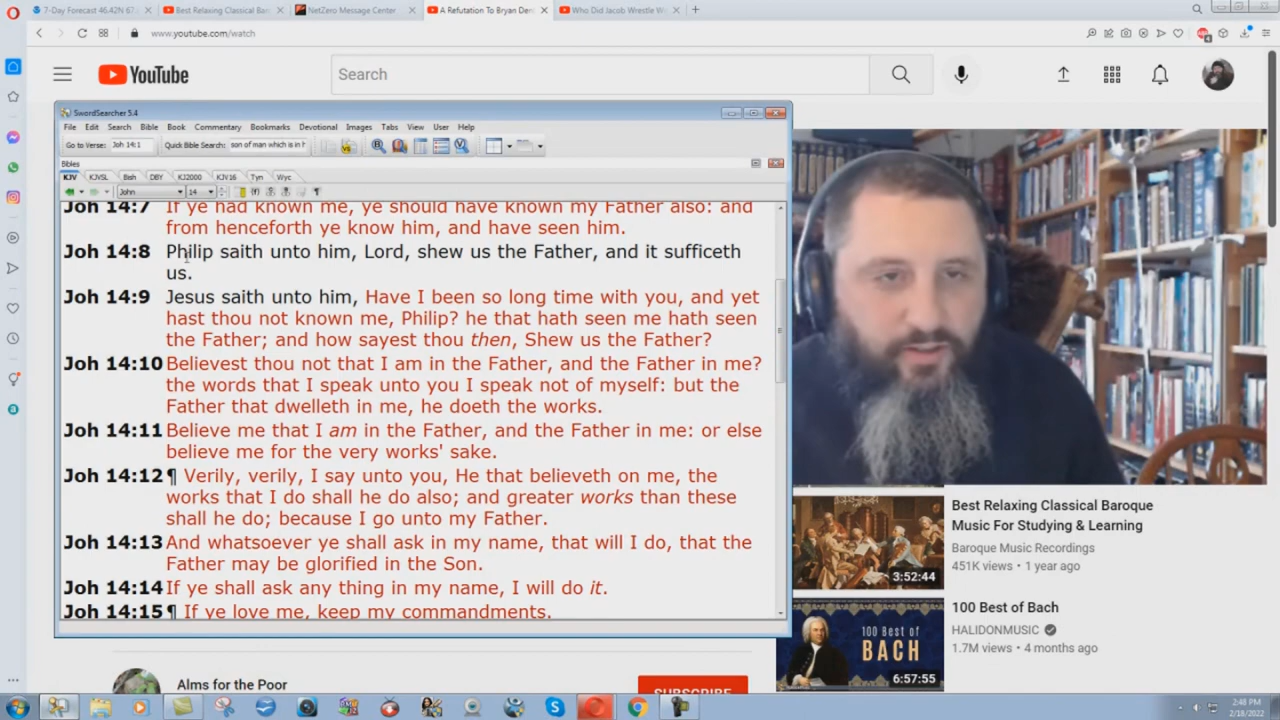 7-Day Forecast 46.42N 67.
Best Relaxing Classical Bar
NetZero Message Center
A Refutation To Bryan Den
Who Did Jacob Wrestle W
www.youtube.com/watch
4
YouTube
Search
SwordSearcher 5.4
File Edit Search Bible Book Commentary Bookmarks Devotional Images Tabs View User Help
Go to Verse: Joh 14:1 Quick Bible Search: son of man which is in h
Bibles
KJV KJVSL Bish DBY KJ2000 KJV16 Tyn Wyc
John 14
Joh 14:7 If ye had known me, ye should have known my Father also: and
from henceforth ye know him, and have seen him.
Joh 14:8 Philip saith unto him, Lord, shew us the Father, and it sufficeth
us.
Joh 14:9 Jesus saith unto him, Have I been so long time with you, and yet
hast thou not known me, Philip? he that hath seen me hath seen
the Father; and how sayest thou then, Shew us the Father?
Joh 14:10 Believest thou not that I am in the Father, and the Father in me?
the words that I speak unto you I speak not of myself: but the
Father that dwelleth in me, he doeth the works.
Joh 14:11 Believe me that I am in the Father, and the Father in me: or else
believe me for the very works' sake.
Joh 14:12 ¶ Verily, verily, I say unto you, He that believeth on me, the
works that I do shall he do also; and greater works than these
shall he do; because I go unto my Father.
Joh 14:13 And whatsoever ye shall ask in my name, that will I do, that the
Father may be glorified in the Son.
Joh 14:14 If ye shall ask any thing in my name, I will do it.
Joh 14:15 ¶ If ye love me, keep my commandments.
Best Relaxing Classical Baroque
Music For Studying & Learning
Baroque Music Recordings
451K views • 1 year ago
3:52:44
100 Best of Bach
HALIDONMUSIC
1.7M views • 4 months ago
100 Best of
BACH
6:57:55
Alms for the Poor
SUBSCRIBE
2:48 PM
2/18/2022